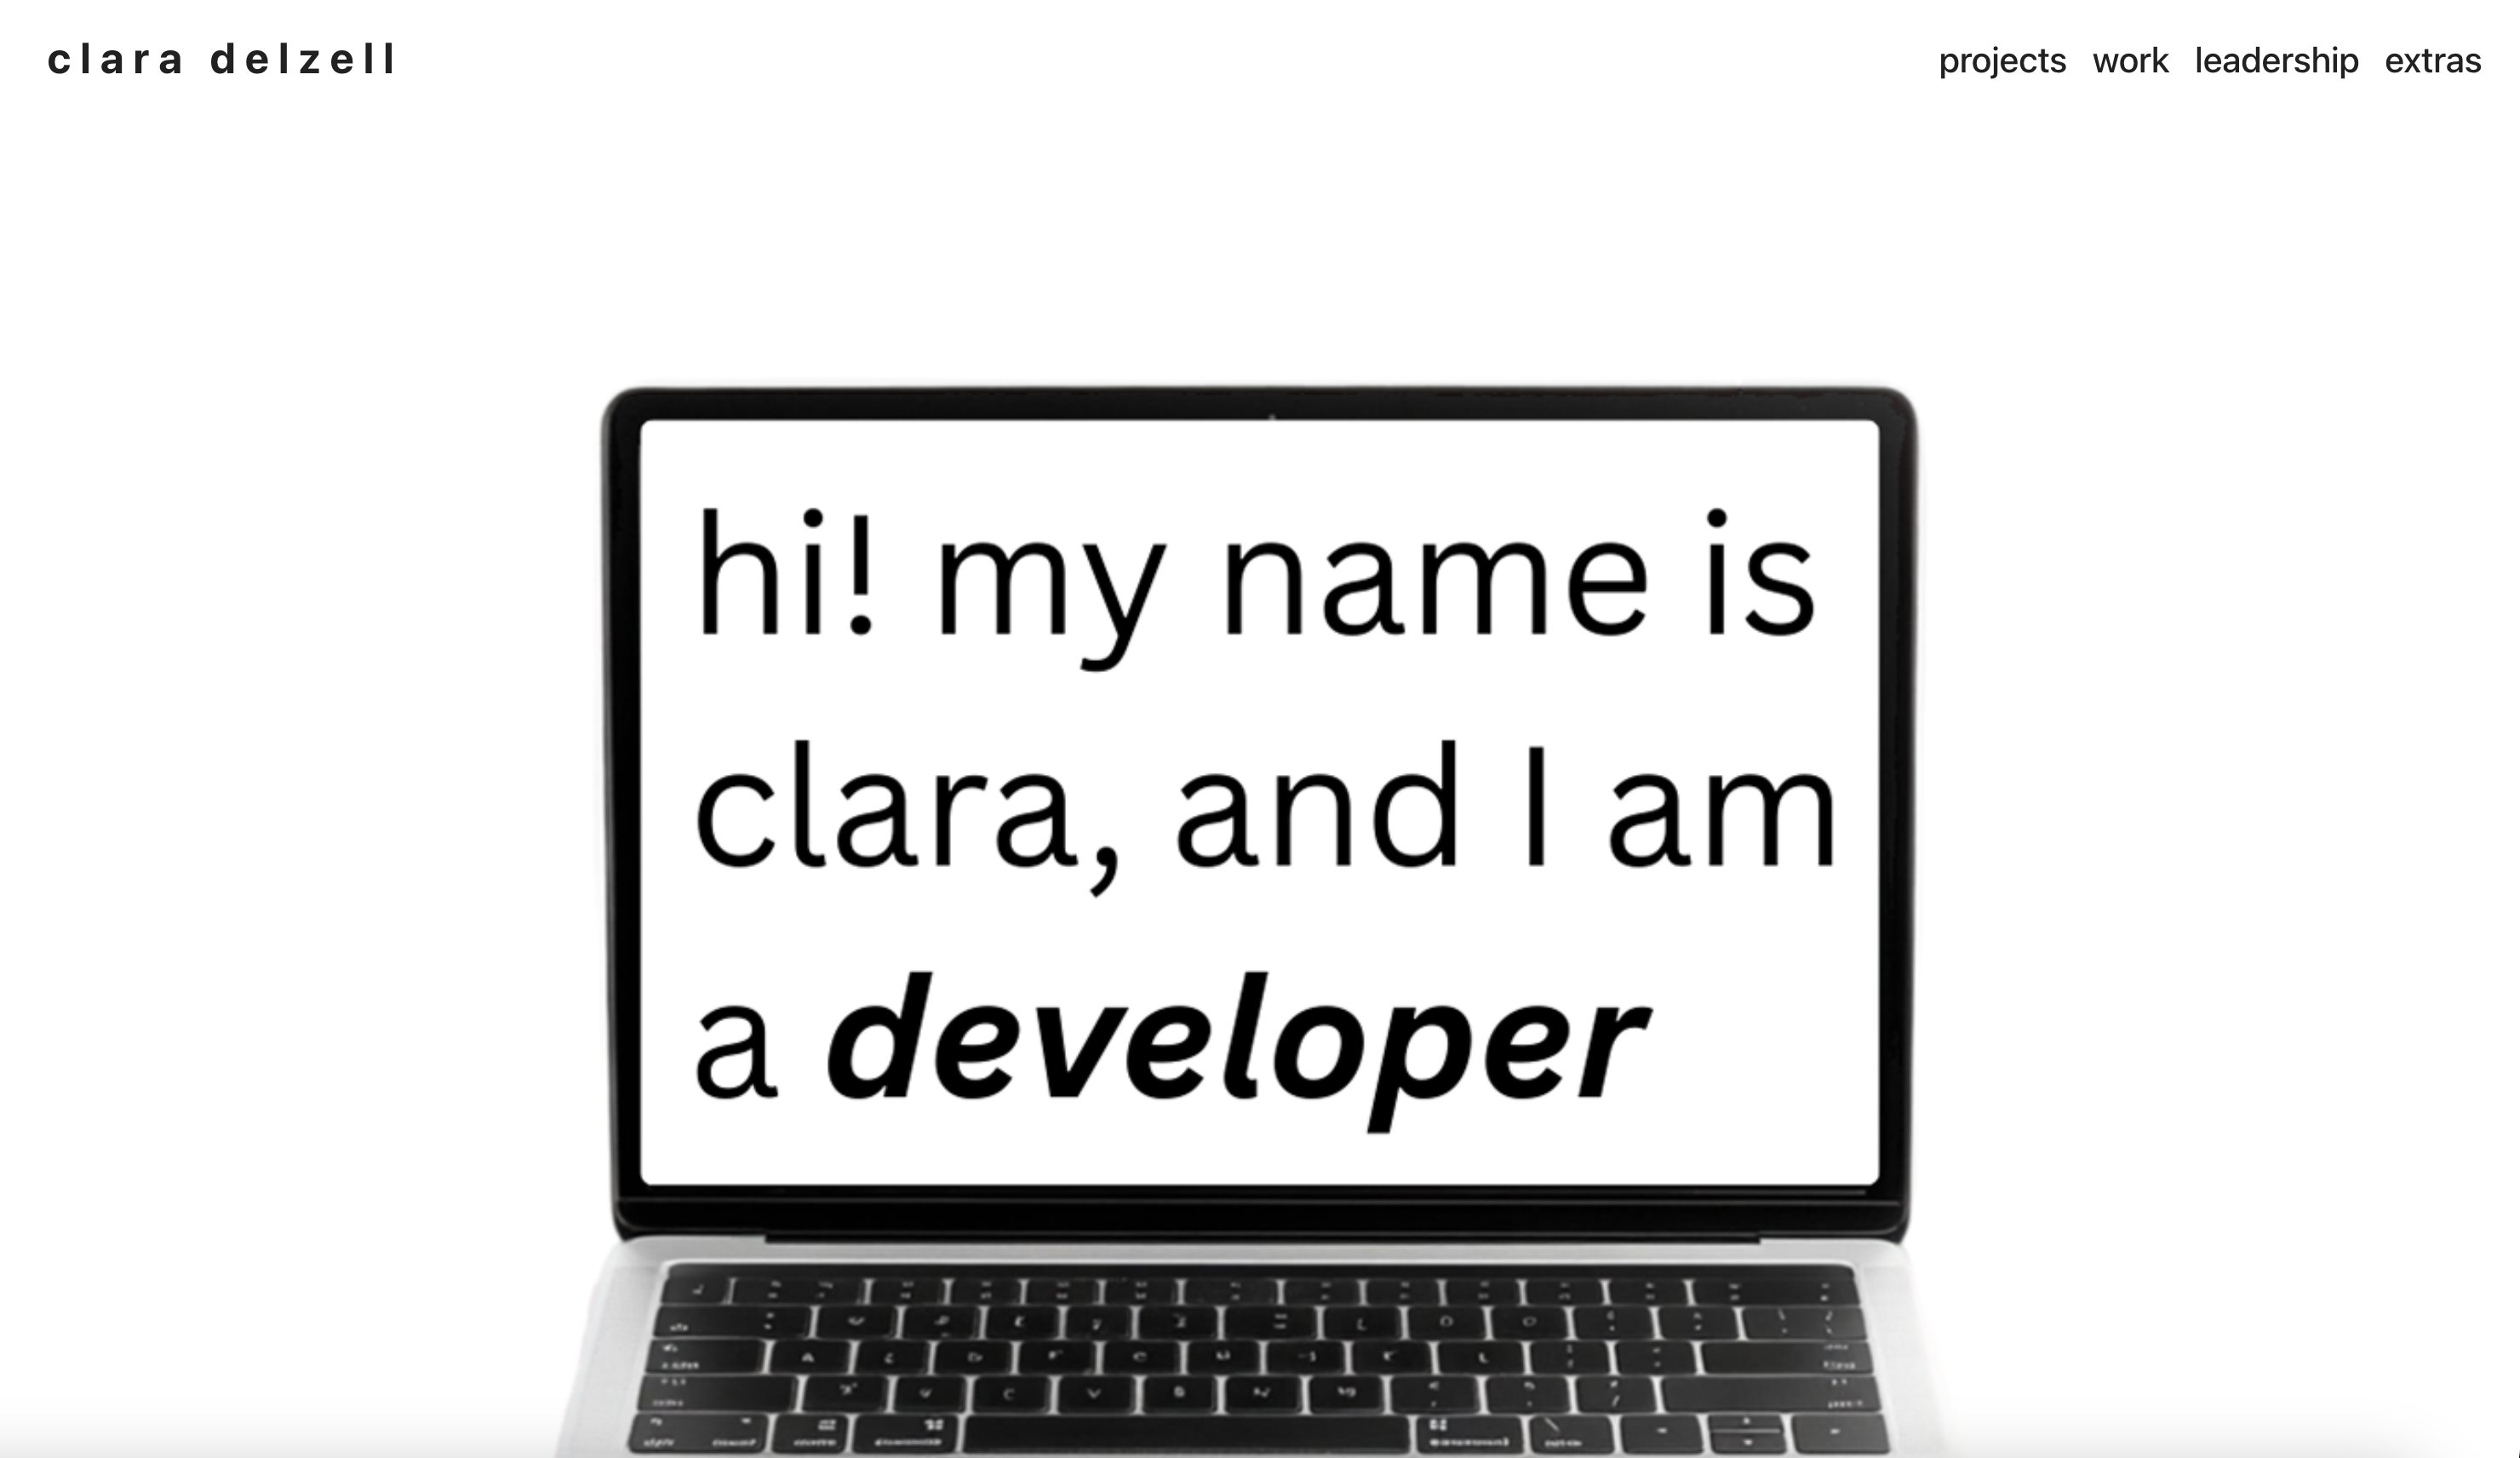 clara delzell
projects work leadership extras
hi! my name is
clara, and I am
a developer